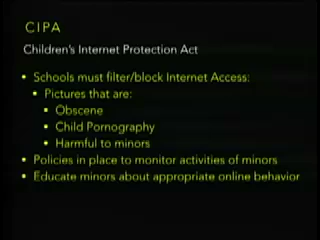 CIPA
Children's Internet Protection Act
• Schools must filter/block Internet Access:
• Pictures that are:
• Obscene
• Child Pornography
• Harmful to minors
• Policies in place to monitor activities of minors
• Educate minors about appropriate online behavior